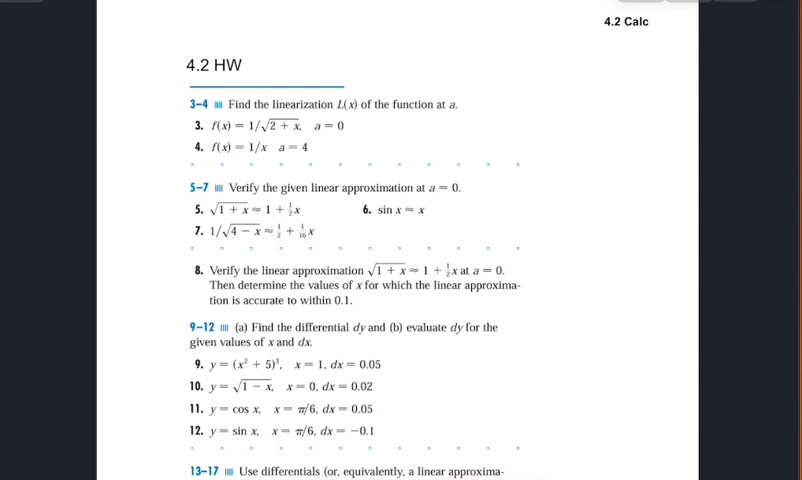 4.2 Calc
4.2 HW
3–4 Find the linearization L(x) of the function at a.
3. f(x) = 1/√(2 + x), a = 0
4. f(x) = 1/x a = 4
5–7 Verify the given linear approximation at a = 0.
5. √(1 + x) ≈ 1 + ½x 6. sin x ≈ x
7. 1/√(4 − x) ≈ ½ + 1/16 x
8. Verify the linear approximation √(1 + x) ≈ 1 + ½x at a = 0.
Then determine the values of x for which the linear approxima-
tion is accurate to within 0.1.
9–12 (a) Find the differential dy and (b) evaluate dy for the
given values of x and dx.
9. y = (x² + 5)³, x = 1, dx = 0.05
10. y = √(1 − x), x = 0, dx = 0.02
11. y = cos x, x = π/6, dx = 0.05
12. y = sin x, x = π/6, dx = −0.1
13–17 Use differentials (or, equivalently, a linear approxima-